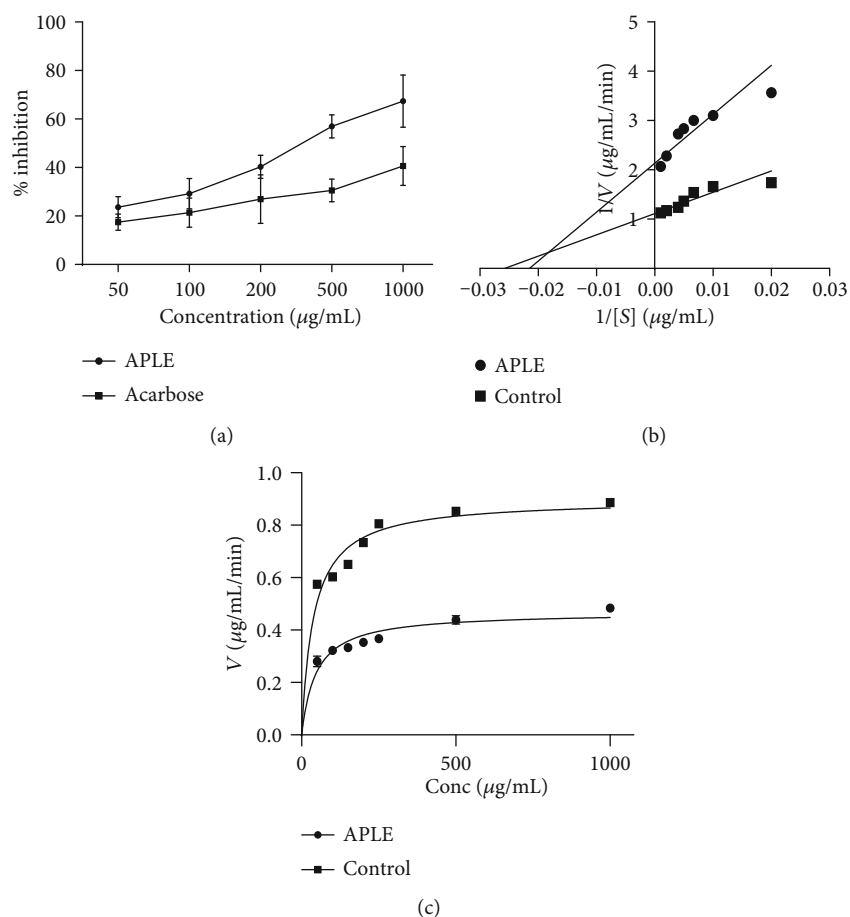 100
80
60
40
20
0
% inhibition
50
100
200
500
1000
Concentration (μg/mL)
APLE
Acarbose
(a)
5
4
3
2
1
1/V (μg/mL/min)
−0.03
−0.02
−0.01
0.00
0.01
0.02
0.03
1/[S] (μg/mL)
APLE
Control
(b)
1.0
0.8
0.6
0.4
0.2
0.0
V (μg/mL/min)
0
500
1000
Conc (μg/mL)
APLE
Control
(c)